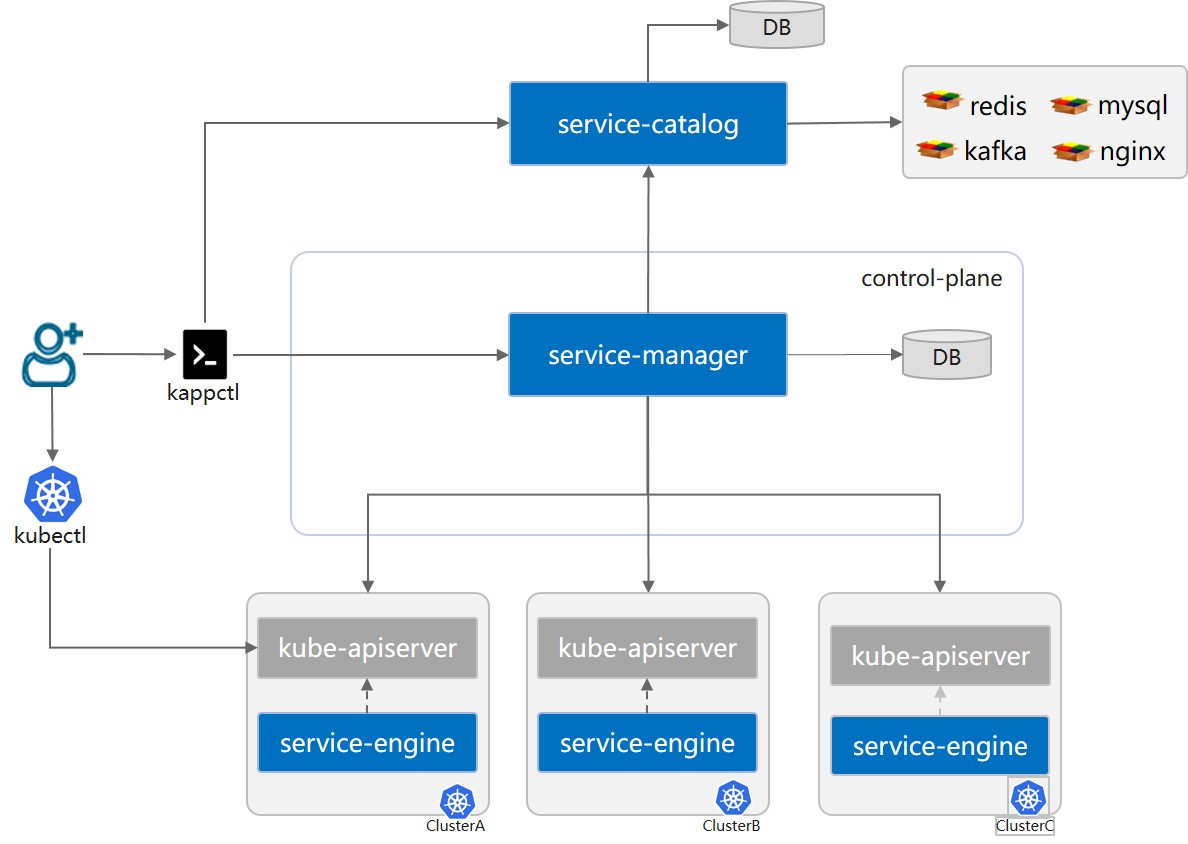 DB
service-catalog
redis
mysql
kafka
nginx
control-plane
service-manager
DB
kappctl
kubectl
kube-apiserver
kube-apiserver
kube-apiserver
service-engine
service-engine
service-engine
ClusterA
ClusterB
ClusterC